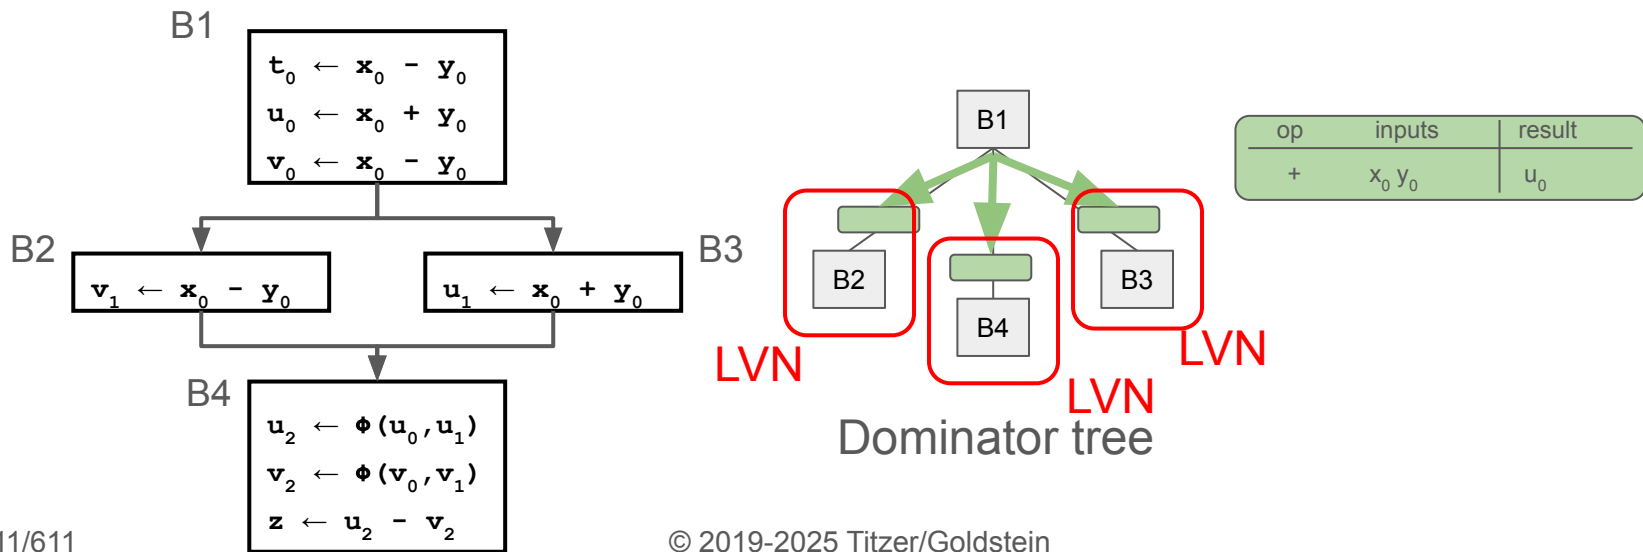 B1
t₀ ← x₀ - y₀
u₀ ← x₀ + y₀
v₀ ← x₀ - y₀
B2
v₁ ← x₀ - y₀
B3
u₁ ← x₀ + y₀
B4
u₂ ← Φ(u₀,u₁)
v₂ ← Φ(v₀,v₁)
z ← u₂ - v₂
B1
B2
B4
B3
LVN
LVN
LVN
Dominator tree
op inputs result
+ x₀ y₀ u₀
11/611
© 2019-2025 Titzer/Goldstein